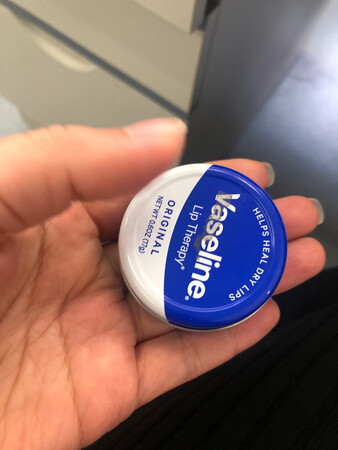 HELPS HEAL DRY LIPS
Vaseline®
Lip Therapy®
ORIGINAL
NET WT 0.6OZ (17g)